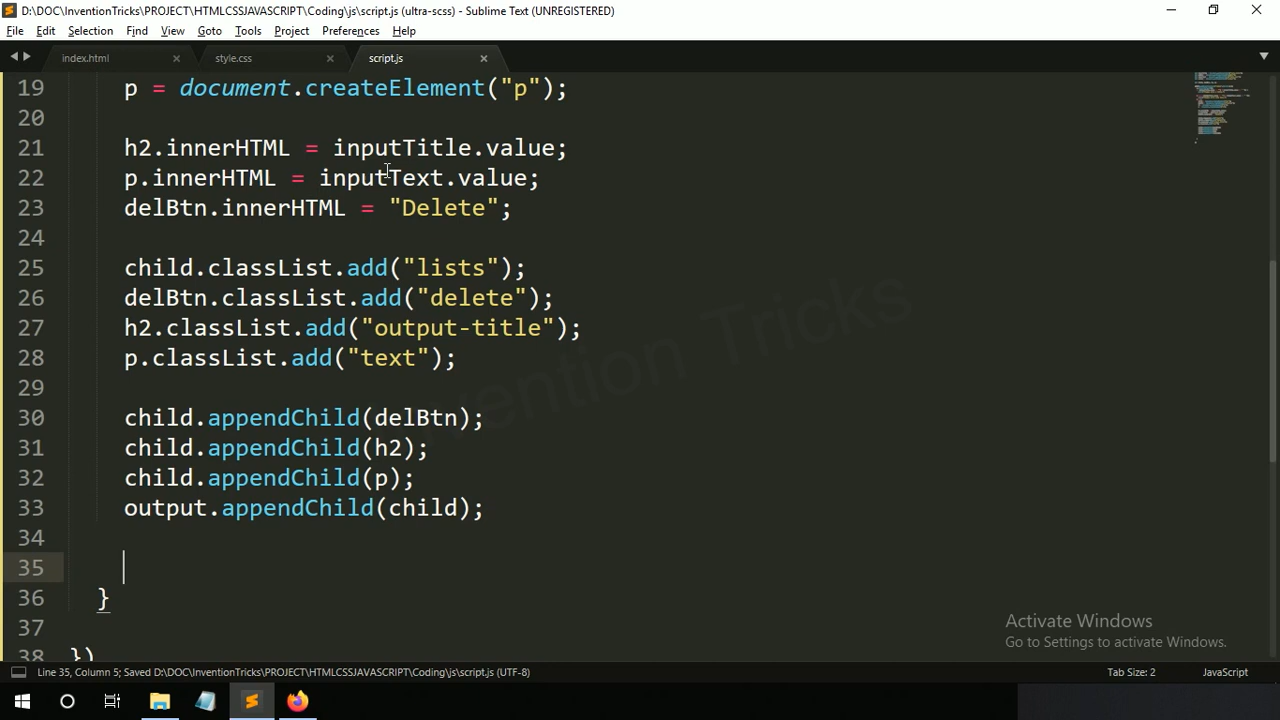 D:\DOC\InventionTricks\PROJECT\HTMLCSSJAVASCRIPT\Coding\js\script.js (ultra-scss) - Sublime Text (UNREGISTERED)
File Edit Selection Find View Goto Tools Project Preferences Help
index.html style.css script.js
19 p = document.createElement("p");
20
21 h2.innerHTML = inputTitle.value;
22 p.innerHTML = inputText.value;
23 delBtn.innerHTML = "Delete";
24
25 child.classList.add("lists");
26 delBtn.classList.add("delete");
27 h2.classList.add("output-title");
28 p.classList.add("text");
29
30 child.appendChild(delBtn);
31 child.appendChild(h2);
32 child.appendChild(p);
33 output.appendChild(child);
34
35
36 }
37
38 })
Invention Tricks
Activate Windows
Go to Settings to activate Windows.
Line 35, Column 5; Saved D:\DOC\InventionTricks\PROJECT\HTMLCSSJAVASCRIPT\Coding\js\script.js (UTF-8) Tab Size: 2 JavaScript